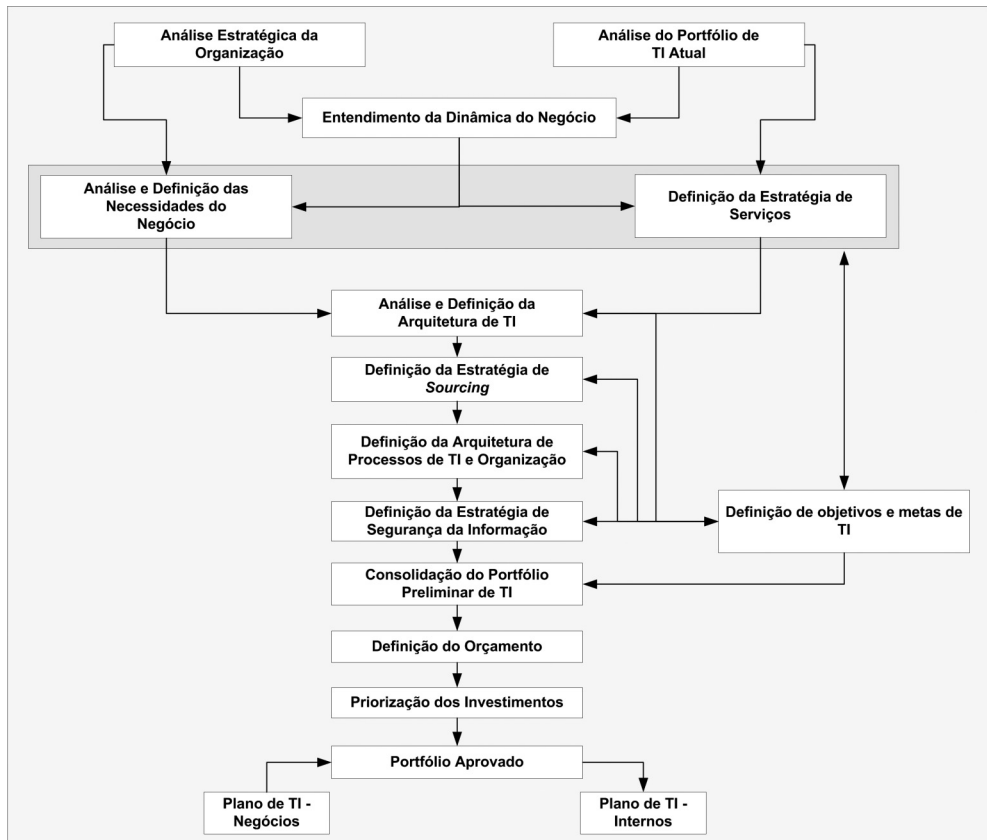 Análise Estratégica da
Organização
Análise do Portfólio de
TI Atual
Entendimento da Dinâmica do Negócio
Análise e Definição das
Necessidades do
Negócio
Definição da Estratégia de
Serviços
Análise e Definição da
Arquitetura de TI
Definição da Estratégia de
Sourcing
Definição da Arquitetura de
Processos de TI e Organização
Definição da Estratégia de
Segurança da Informação
Definição de objetivos e metas de
TI
Consolidação do Portfólio
Preliminar de TI
Definição do Orçamento
Priorização dos Investimentos
Portfólio Aprovado
Plano de TI -
Negócios
Plano de TI -
Internos